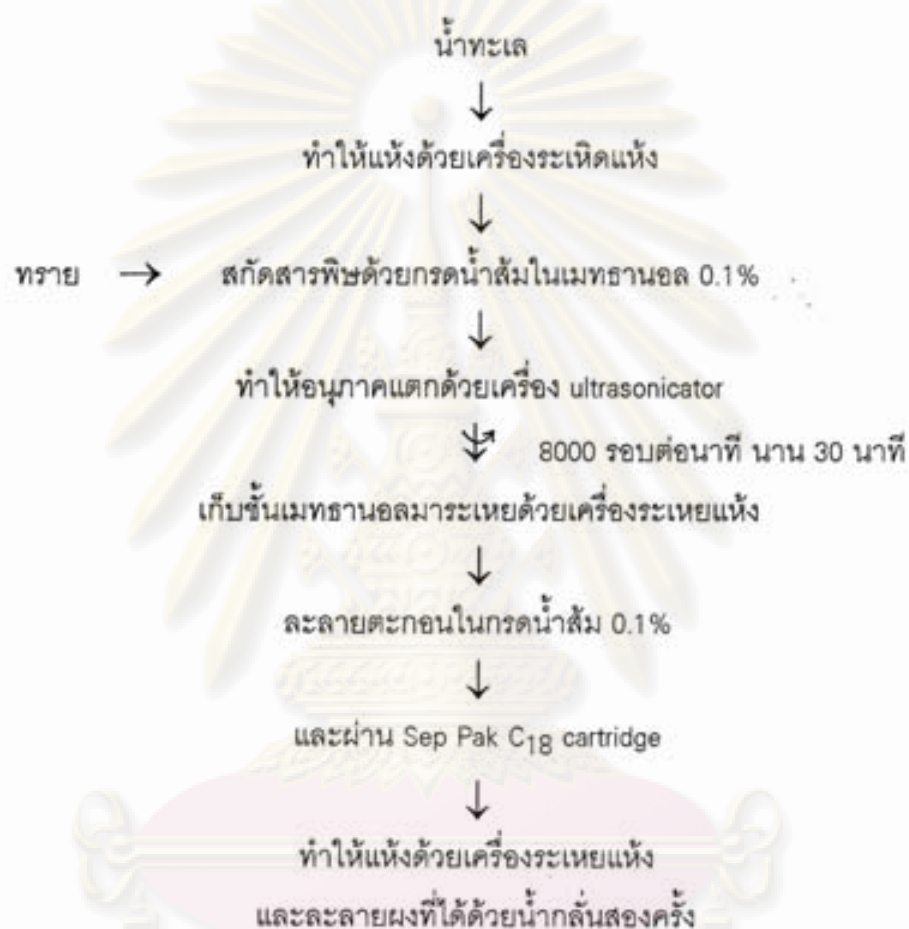 น้ำทะเล
↓
ทำให้แห้งด้วยเครื่องระเหิดแห้ง
↓
ทราย → สกัดสารพิษด้วยกรดน้ำส้มในเมทธานอล 0.1%
↓
ทำให้อนุภาคแตกด้วยเครื่อง ultrasonicator
8000 รอบต่อนาที นาน 30 นาที
เก็บชั้นเมทธานอลมาระเหยด้วยเครื่องระเหยแห้ง
↓
ละลายตะกอนในกรดน้ำส้ม 0.1%
↓
และผ่าน Sep Pak C18 cartridge
↓
ทำให้แห้งด้วยเครื่องระเหยแห้ง
และละลายผงที่ได้ด้วยน้ำกลั่นสองครั้ง